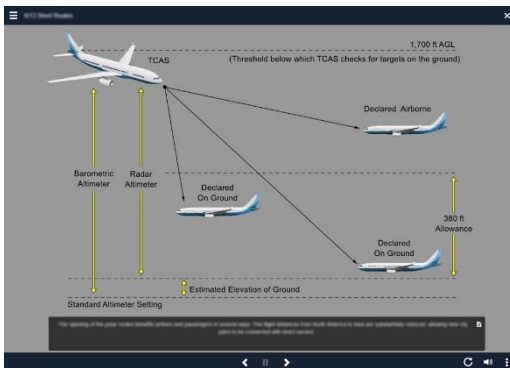 1,700 ft AGL
TCAS
(Threshold below which TCAS checks for targets on the ground)
Declared Airborne
Barometric
Altimeter
Radar
Altimeter
Declared
On Ground
380 ft
Allowance
Declared
On Ground
Estimated Elevation of Ground
Standard Altimeter Setting
The opening of the polar routes benefits airlines and passengers in several ways. The flight distances from North America to Asia are substantially reduced, allowing new city
pairs to be connected with direct service.